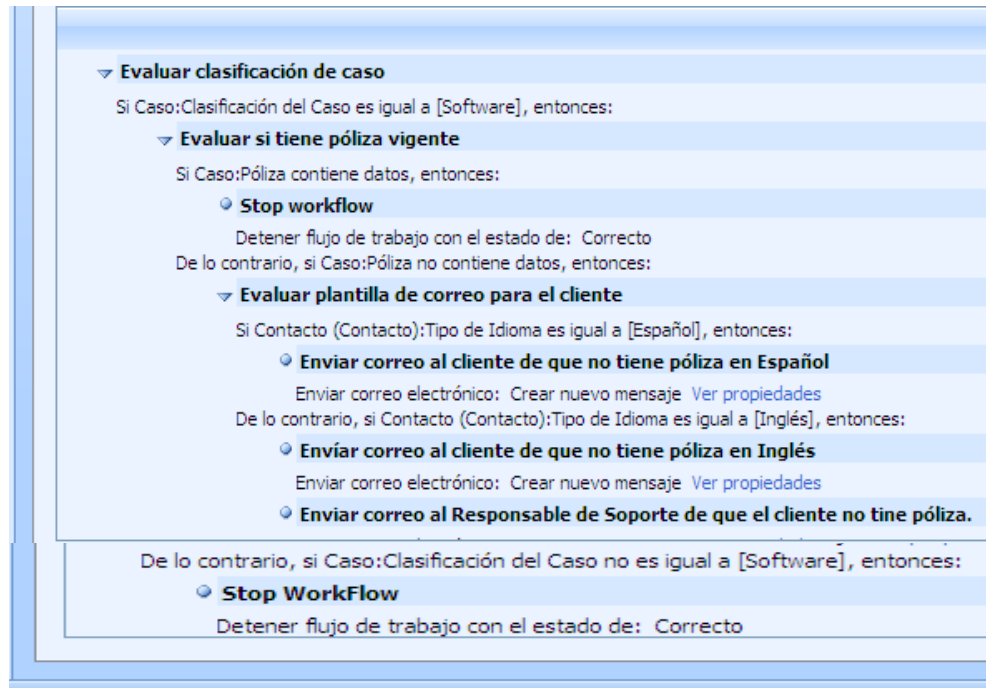 Evaluar clasificación de caso
Si Caso:Clasificación del Caso es igual a [Software], entonces:
Evaluar si tiene póliza vigente
Si Caso:Póliza contiene datos, entonces:
Stop workflow
Detener flujo de trabajo con el estado de: Correcto
De lo contrario, si Caso:Póliza no contiene datos, entonces:
Evaluar plantilla de correo para el cliente
Si Contacto (Contacto):Tipo de Idioma es igual a [Español], entonces:
Enviar correo al cliente de que no tiene póliza en Español
Enviar correo electrónico: Crear nuevo mensaje Ver propiedades
De lo contrario, si Contacto (Contacto):Tipo de Idioma es igual a [Inglés], entonces:
Envíar correo al cliente de que no tiene póliza en Inglés
Enviar correo electrónico: Crear nuevo mensaje Ver propiedades
Enviar correo al Responsable de Soporte de que el cliente no tine póliza.
De lo contrario, si Caso:Clasificación del Caso no es igual a [Software], entonces:
Stop WorkFlow
Detener flujo de trabajo con el estado de: Correcto